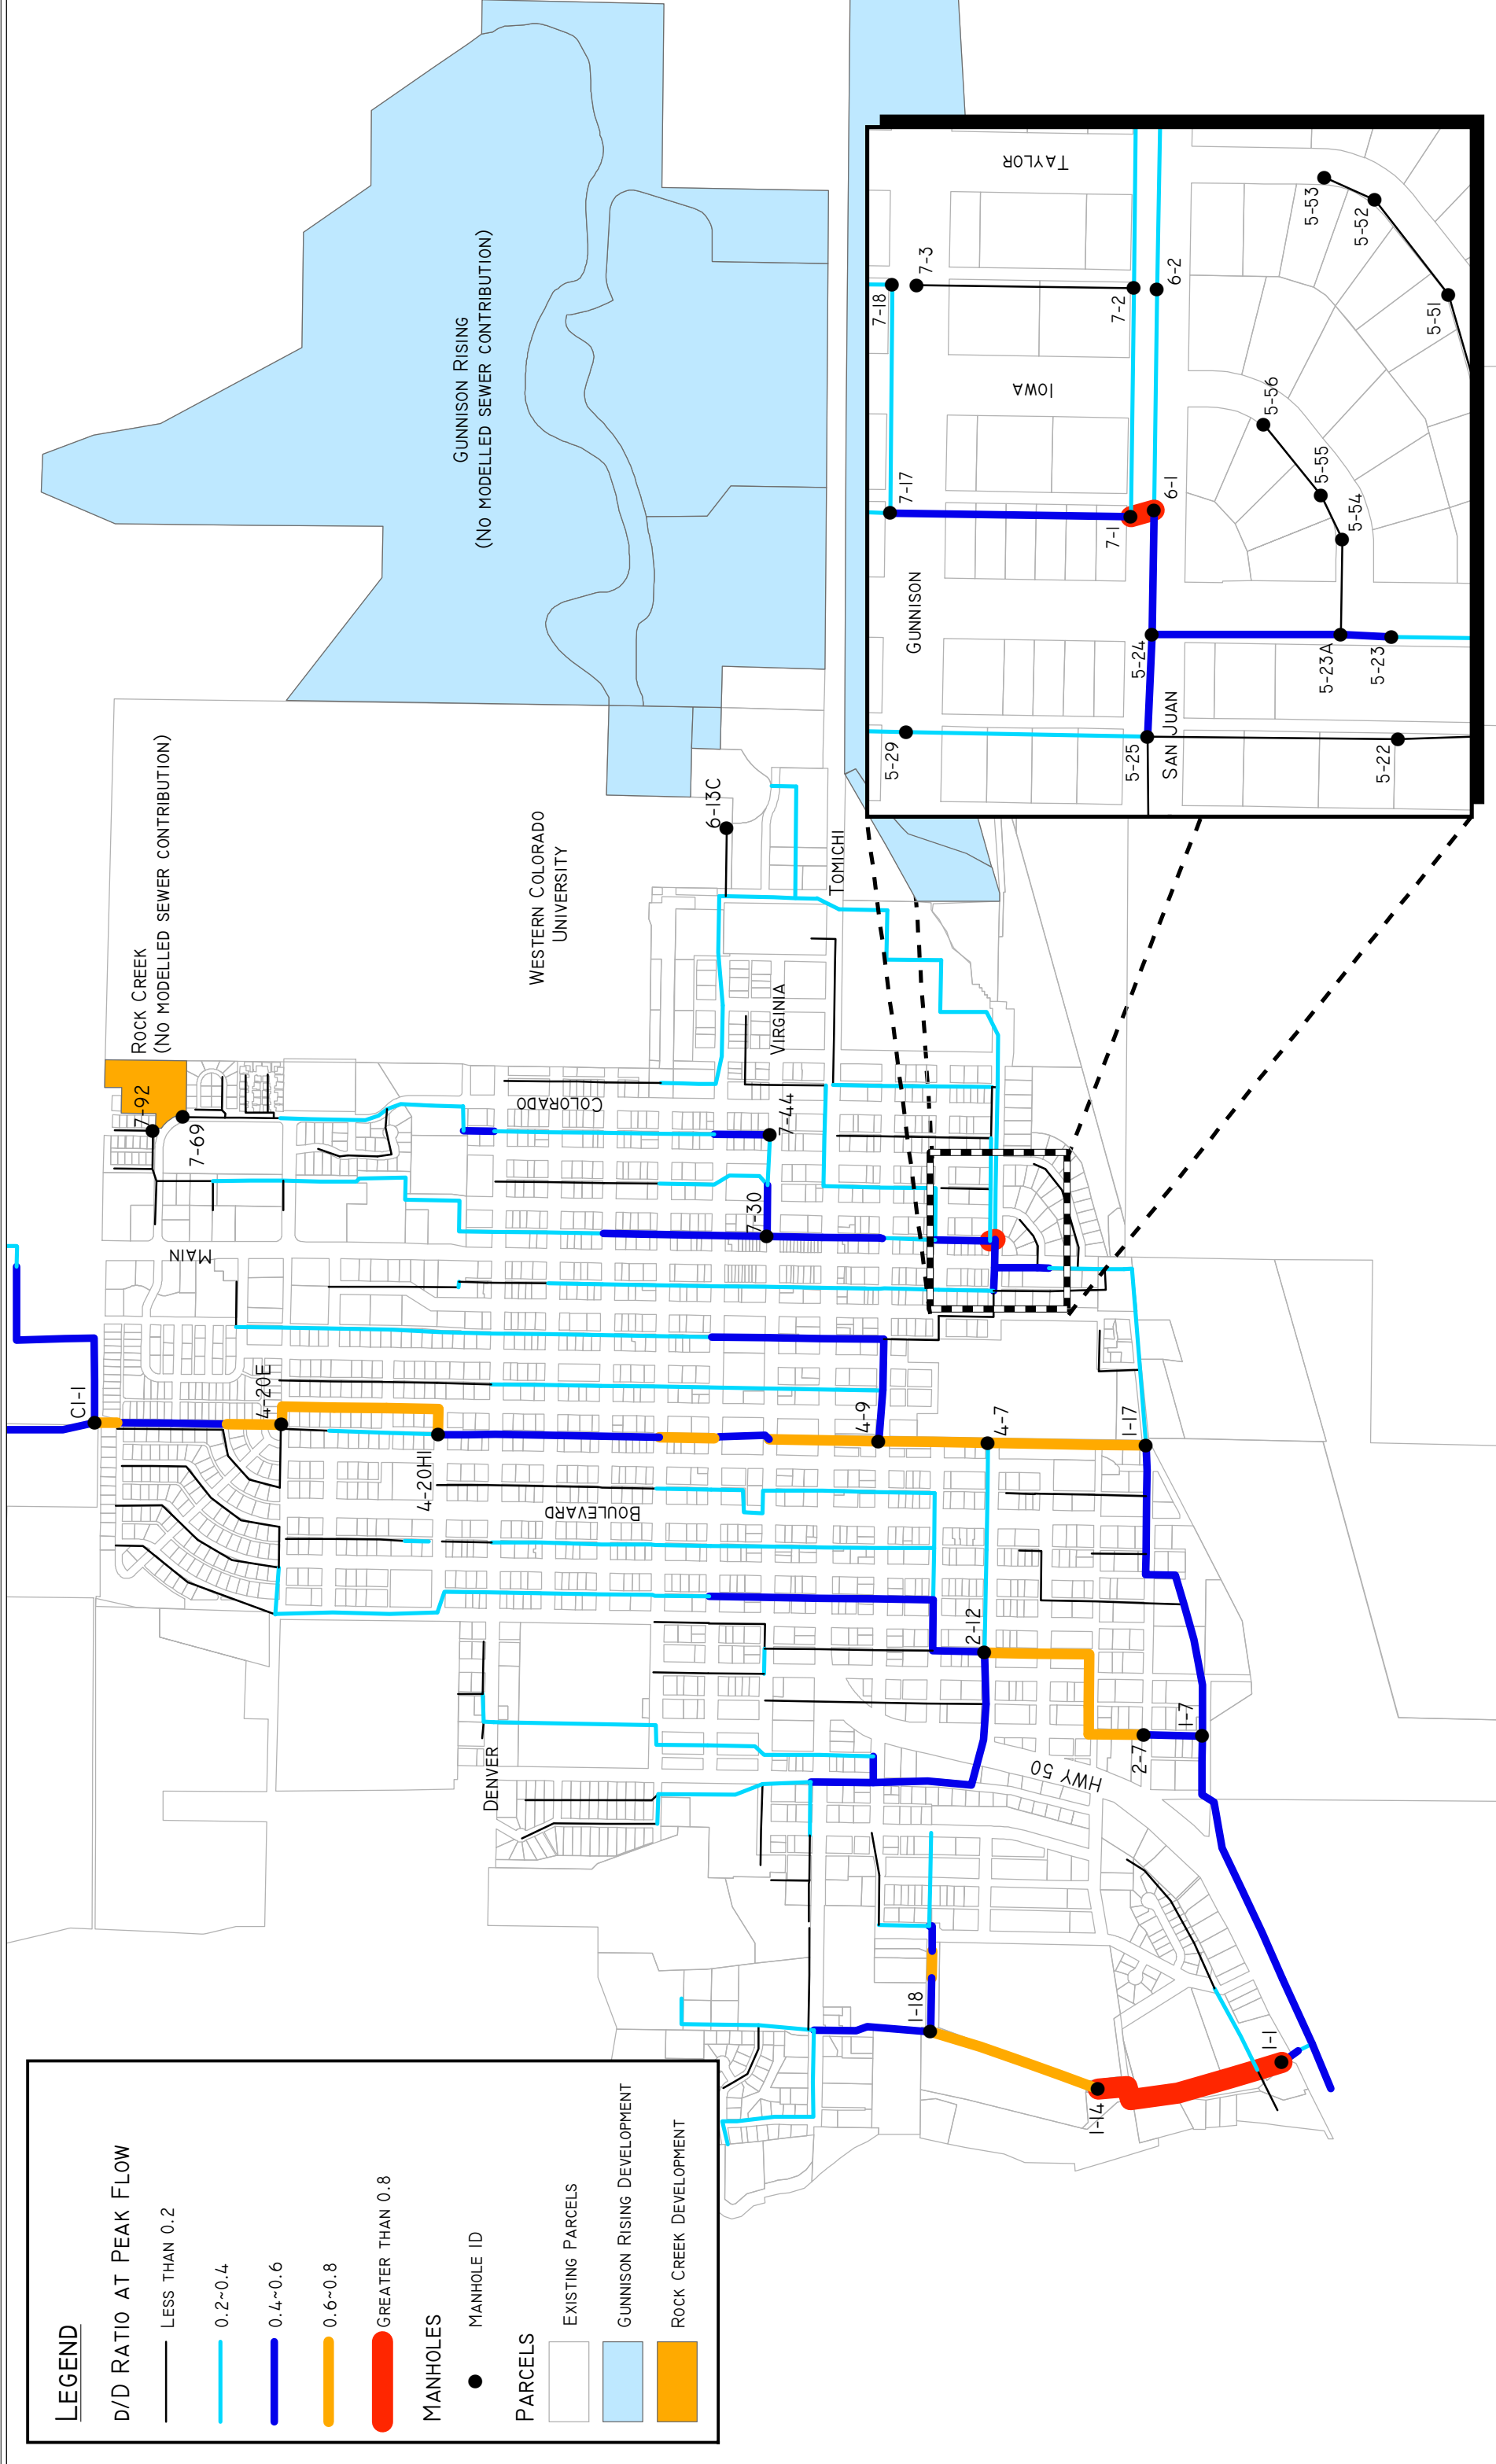 LEGEND
D/D RATIO AT PEAK FLOW
LESS THAN 0.2
0.2~0.4
0.4~0.6
0.6~0.8
GREATER THAN 0.8
MANHOLES
MANHOLE ID
PARCELS
EXISTING PARCELS
GUNNISON RISING DEVELOPMENT
ROCK CREEK DEVELOPMENT
C1-1
4-20E
4-20HI
MAIN
7-92
7-69
ROCK CREEK
(NO MODELLED SEWER CONTRIBUTION)
GUNNISON RISING
(NO MODELLED SEWER CONTRIBUTION)
WESTERN COLORADO
UNIVERSITY
COLORADO
BOULEVARD
DENVER
6-13C
VIRGINIA
TOMICHI
7-44
7-30
4-9
4-7
2-12
1-17
2-7
1-7
HWY 50
1-18
1-14
1-1
7-18
7-3
TAYLOR
7-17
IOWA
7-2
6-2
GUNNISON
7-1
6-1
5-53
5-52
5-51
5-56
5-55
5-54
5-29
5-24
5-25
SAN JUAN
5-23A
5-23
5-22